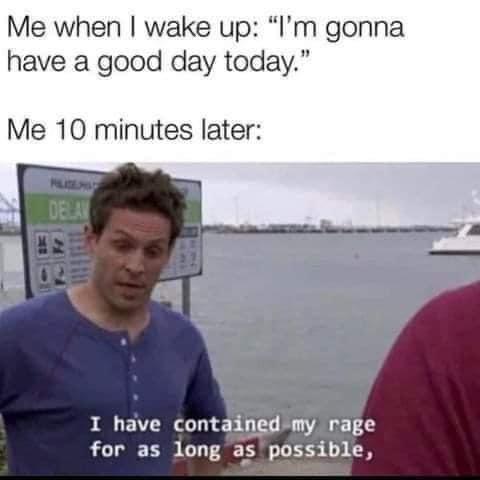 Me when I wake up: “I’m gonna
have a good day today.”
Me 10 minutes later:
I have contained my rage
for as long as possible,